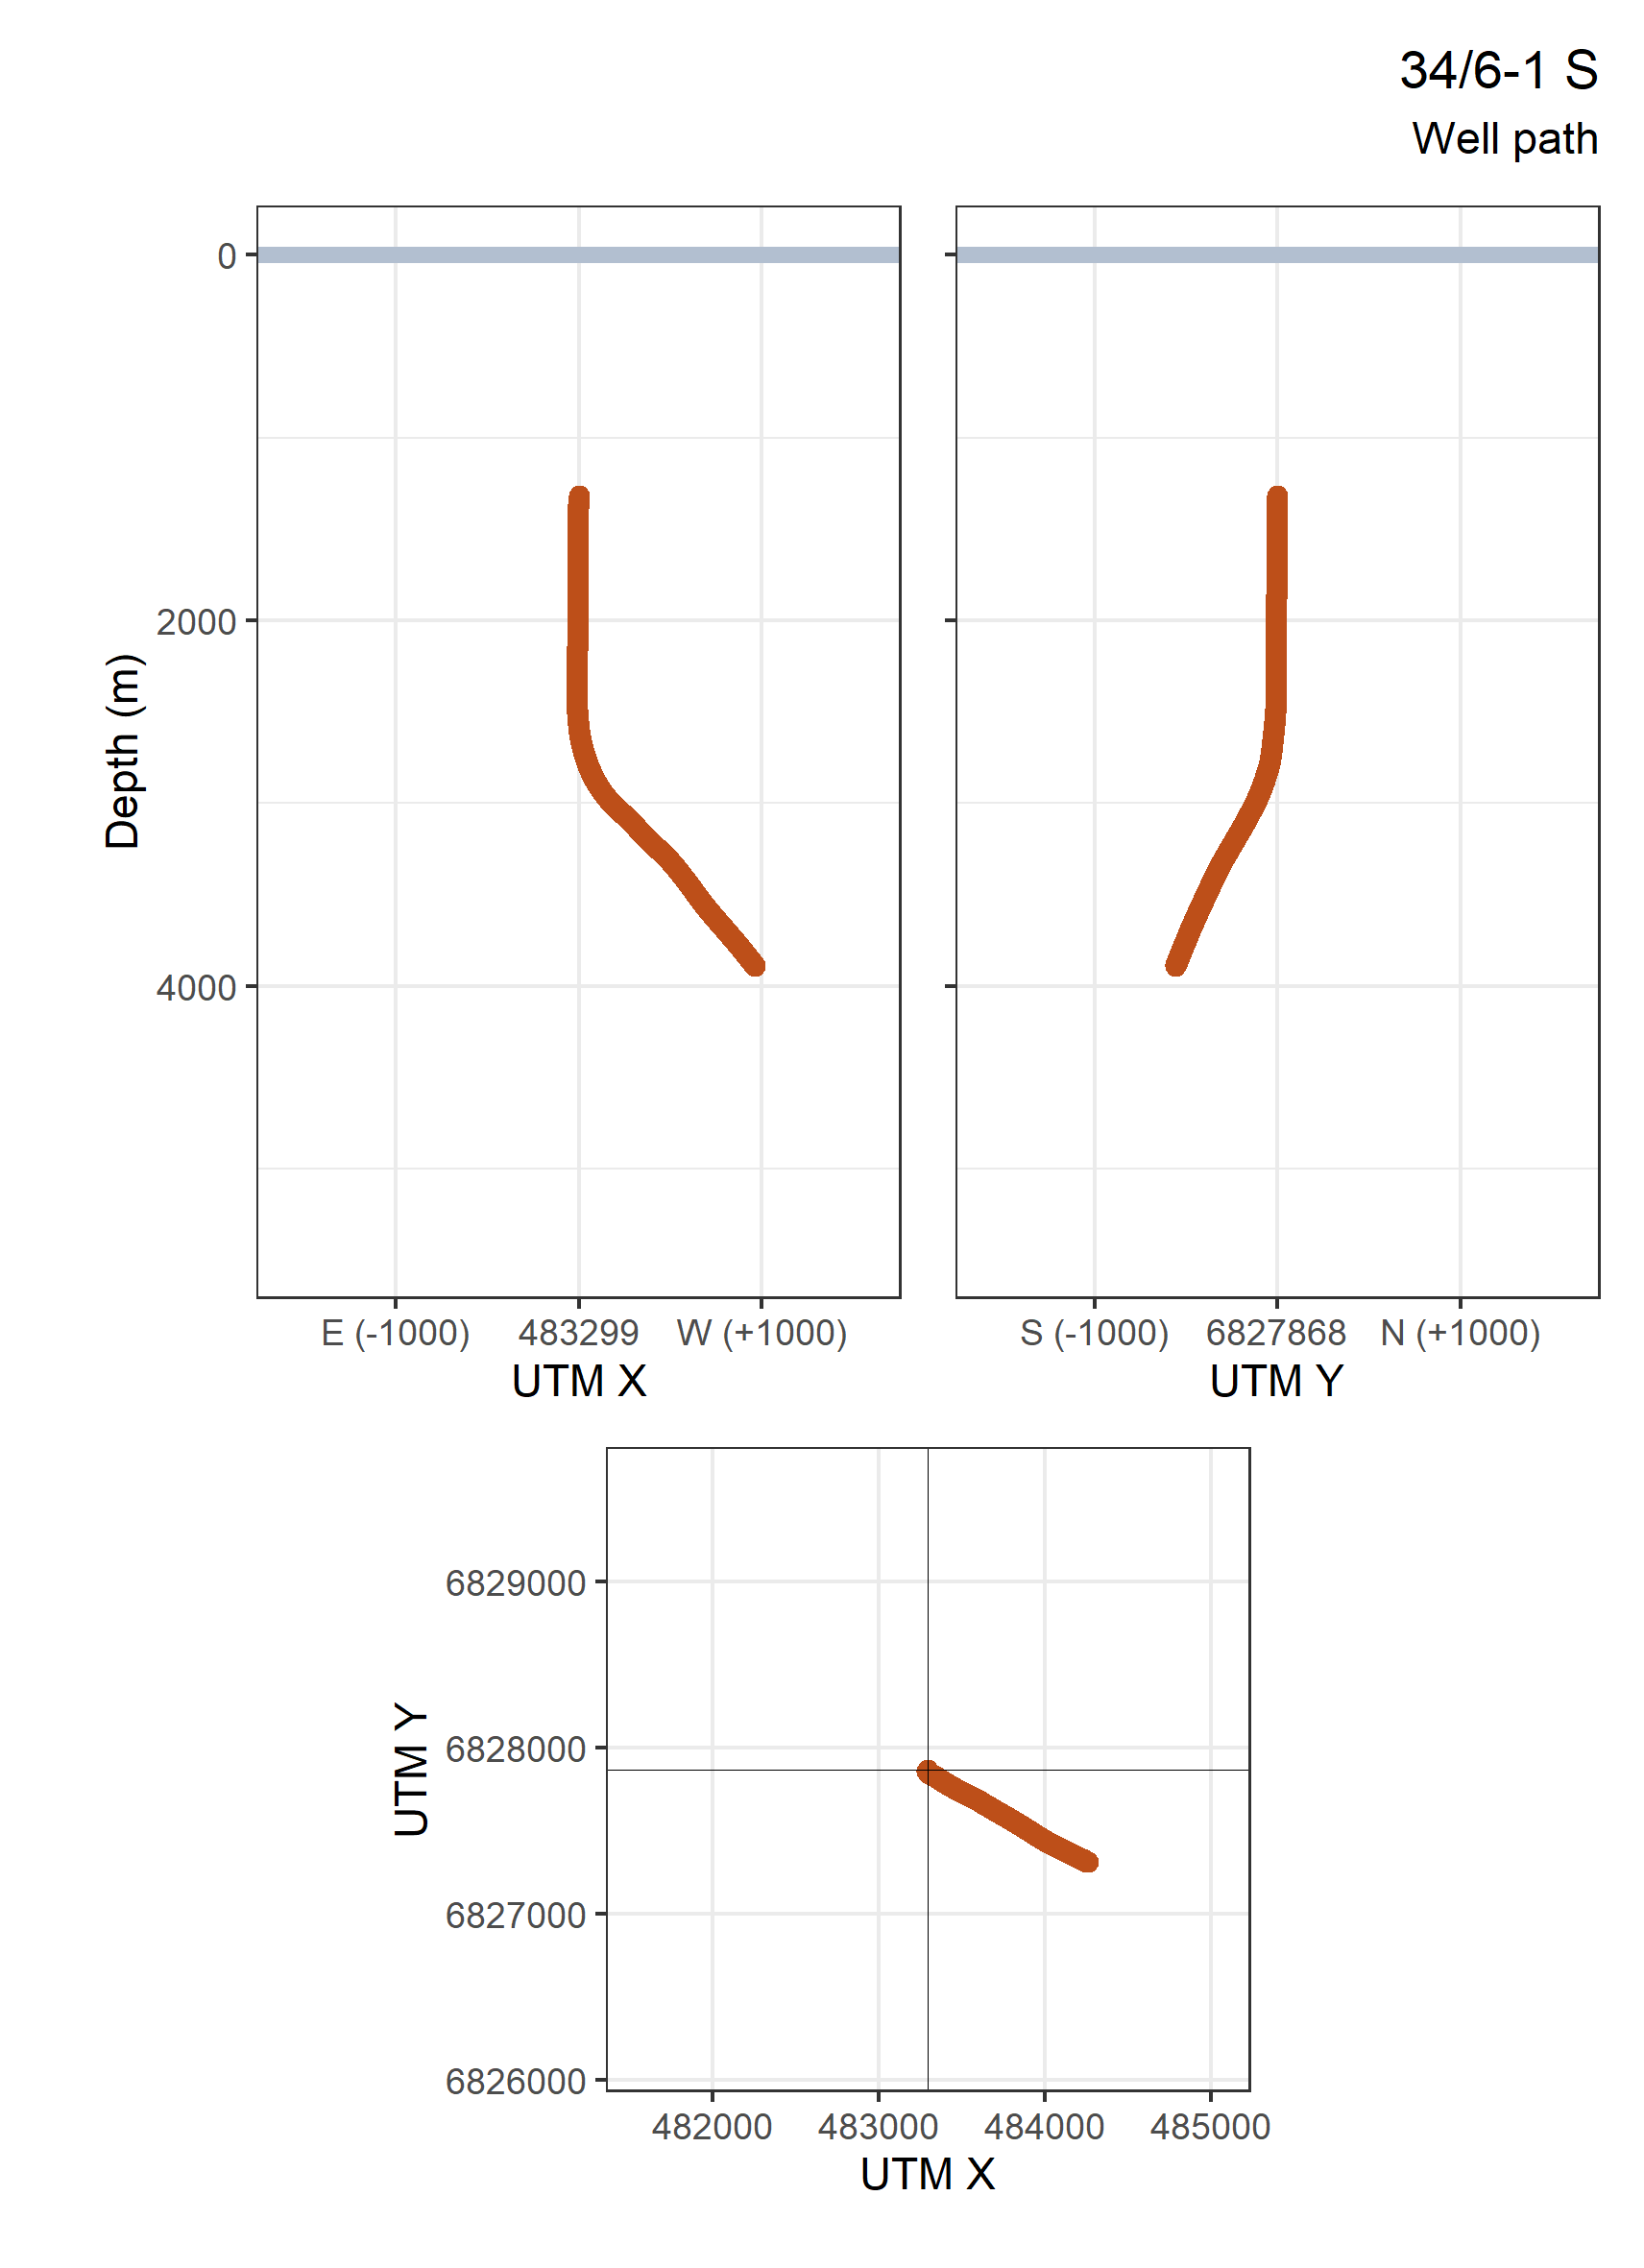 34/6-1 S
Well path
Depth (m)
0
2000
4000
E (-1000) 483299 W (+1000)
UTM X
S (-1000) 6827868 N (+1000)
UTM Y
UTM Y
6829000
6828000
6827000
6826000
482000 483000 484000 485000
UTM X